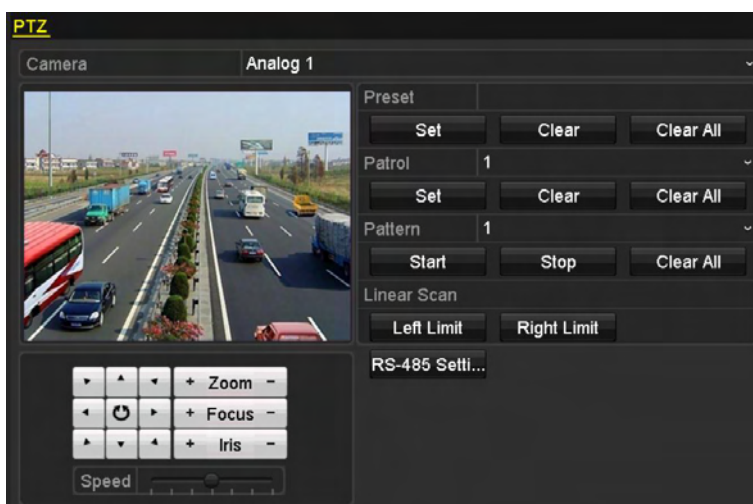 PTZ
Camera Analog 1
Preset
Set Clear Clear All
Patrol 1
Set Clear Clear All
Pattern 1
Start Stop Clear All
Linear Scan
Left Limit Right Limit
RS-485 Setti...
+ Zoom -
+ Focus -
+ Iris -
Speed